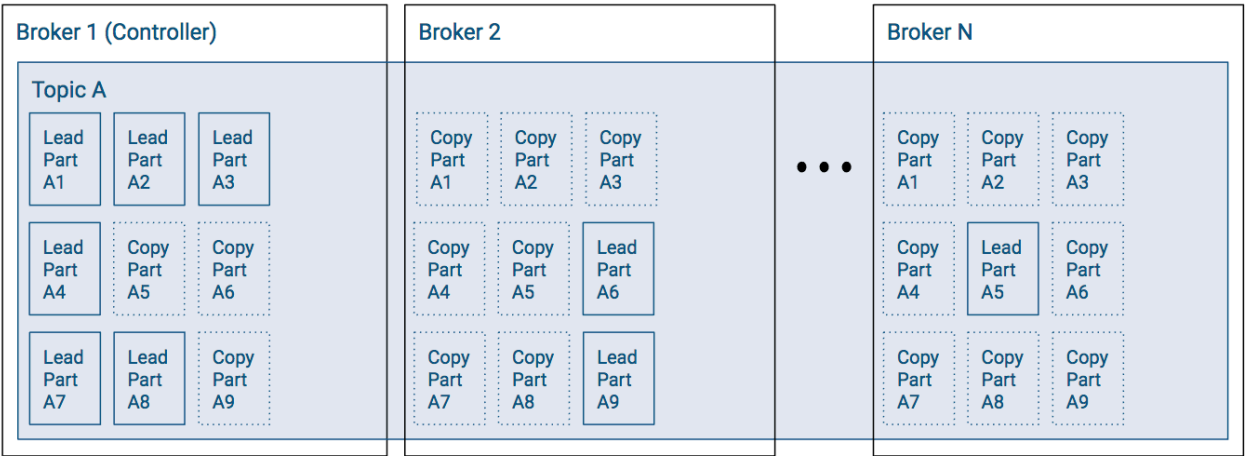 Broker 1 (Controller)
Broker 2
Broker N
Topic A
Lead Part A1
Lead Part A2
Lead Part A3
Copy Part A1
Copy Part A2
Copy Part A3
Copy Part A1
Copy Part A2
Copy Part A3
Lead Part A4
Copy Part A5
Copy Part A6
Copy Part A4
Copy Part A5
Lead Part A6
Copy Part A4
Lead Part A5
Copy Part A6
Lead Part A7
Lead Part A8
Copy Part A9
Copy Part A7
Copy Part A8
Lead Part A9
Copy Part A7
Copy Part A8
Copy Part A9